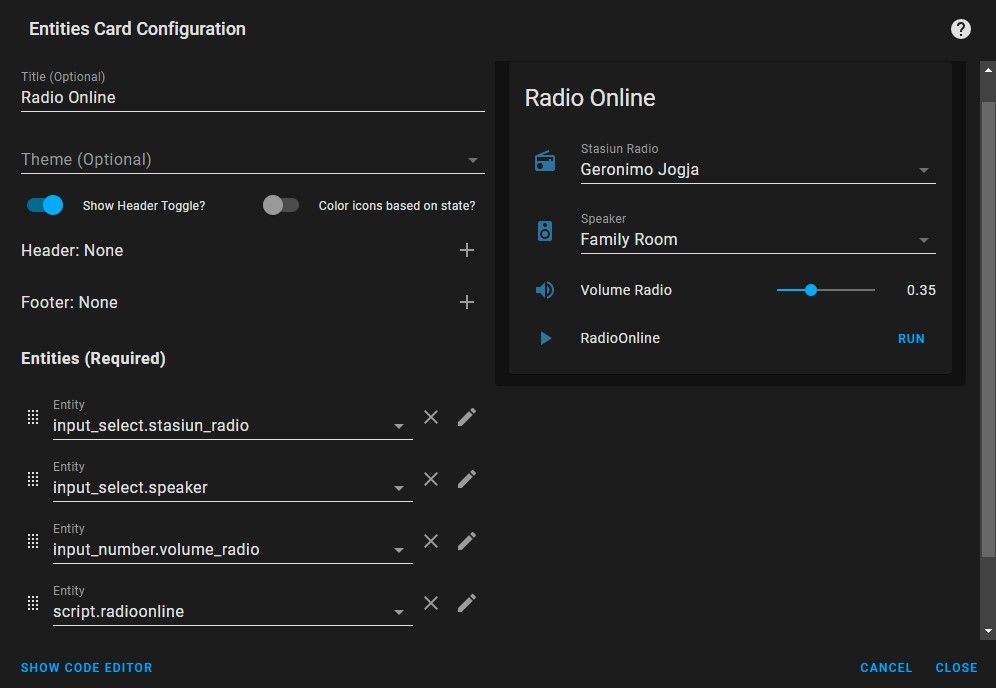 Entities Card Configuration
Title (Optional)
Radio Online
Theme (Optional)
Show Header Toggle?
Color icons based on state?
Header: None
Footer: None
Entities (Required)
Entity
input_select.stasiun_radio
Entity
input_select.speaker
Entity
input_number.volume_radio
Entity
script.radioonline
Radio Online
Stasiun Radio
Geronimo Jogja
Speaker
Family Room
Volume Radio 0.35
RadioOnline RUN
SHOW CODE EDITOR
CANCEL CLOSE